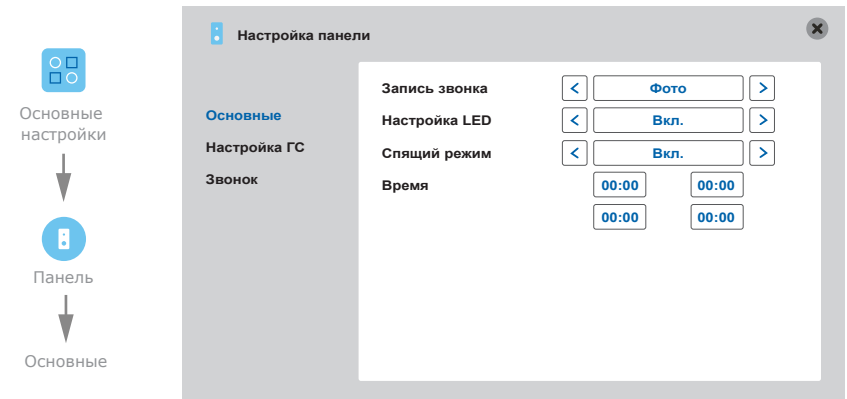 Основные
настройки
Панель
Основные
Настройка панели
Основные
Настройка ГС
Звонок
Запись звонка < Фото >
Настройка LED < Вкл. >
Спящий режим < Вкл. >
Время 00:00 00:00
00:00 00:00